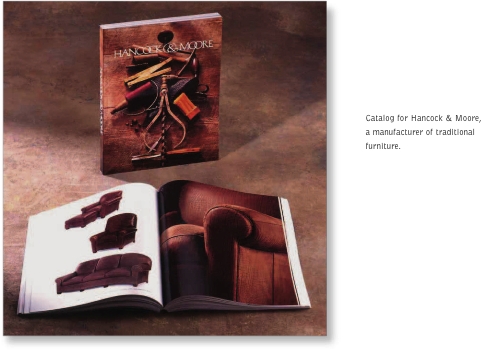 HANCOCK & MOORE
Catalog for Hancock & Moore,
a manufacturer of traditional
furniture.